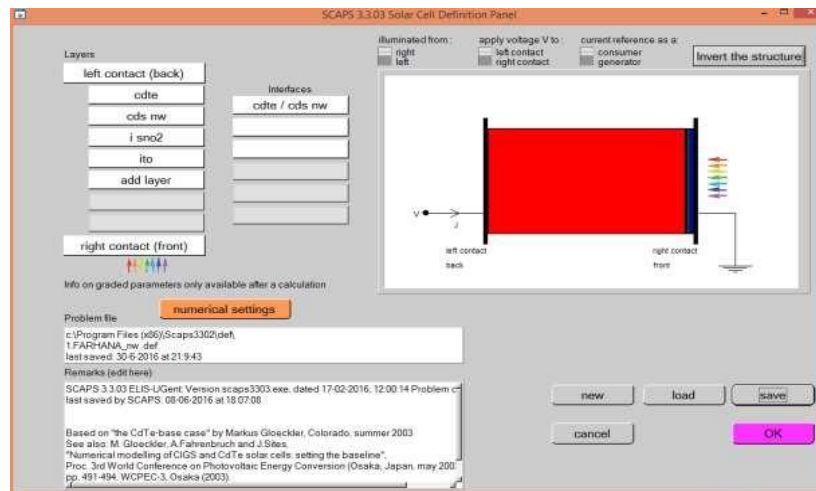 SCAPS 3.3.03 Solar Cell Definition Panel
Layers
left contact (back)
cdte
cds nw
i sno2
ito
add layer
right contact (front)
Interfaces
cdte / cds nw
illuminated from :
right
left
apply voltage V to :
left contact
right contact
current reference as a:
consumer
generator
Invert the structure
V
J
left contact
back
right contact
front
Info on graded parameters only available after a calculation
numerical settings
Problem file
c:\Program Files (x86)\Scaps3302\def\
1.FARHANA_nw .def
last saved: 30-6-2016 at 21:9:43
Remarks (edit here)
SCAPS 3.3.03 ELIS-UGent: Version scaps3303.exe, dated 17-02-2016, 12:00:14 Problem c
last saved by SCAPS: 08-06-2016 at 18:07:08
Based on "the CdTe-base case" by Markus Gloeckler, Colorado, summer 2003
See also: M. Gloeckler, A.Fahrenbruch and J.Sites,
"Numerical modelling of CIGS and CdTe solar cells: setting the baseline",
Proc. 3rd World Conference on Photovoltaic Energy Conversion (Osaka, Japan, may 200
pp. 491-494, WCPEC-3, Osaka (2003).
new
load
save
cancel
OK